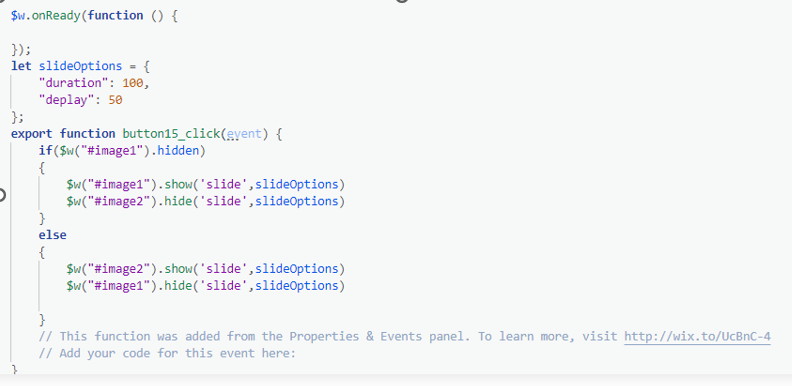 $w.onReady(function () {
});
let slideOptions = {
"duration": 100,
"deplay": 50
};
export function button15_click(event) {
if($w("#image1").hidden)
{
$w("#image1").show('slide',slideOptions)
$w("#image2").hide('slide',slideOptions)
}
else
{
$w("#image2").show('slide',slideOptions)
$w("#image1").hide('slide',slideOptions)
}
// This function was added from the Properties & Events panel. To learn more, visit http://wix.to/UcBnC-4
// Add your code for this event here:
}